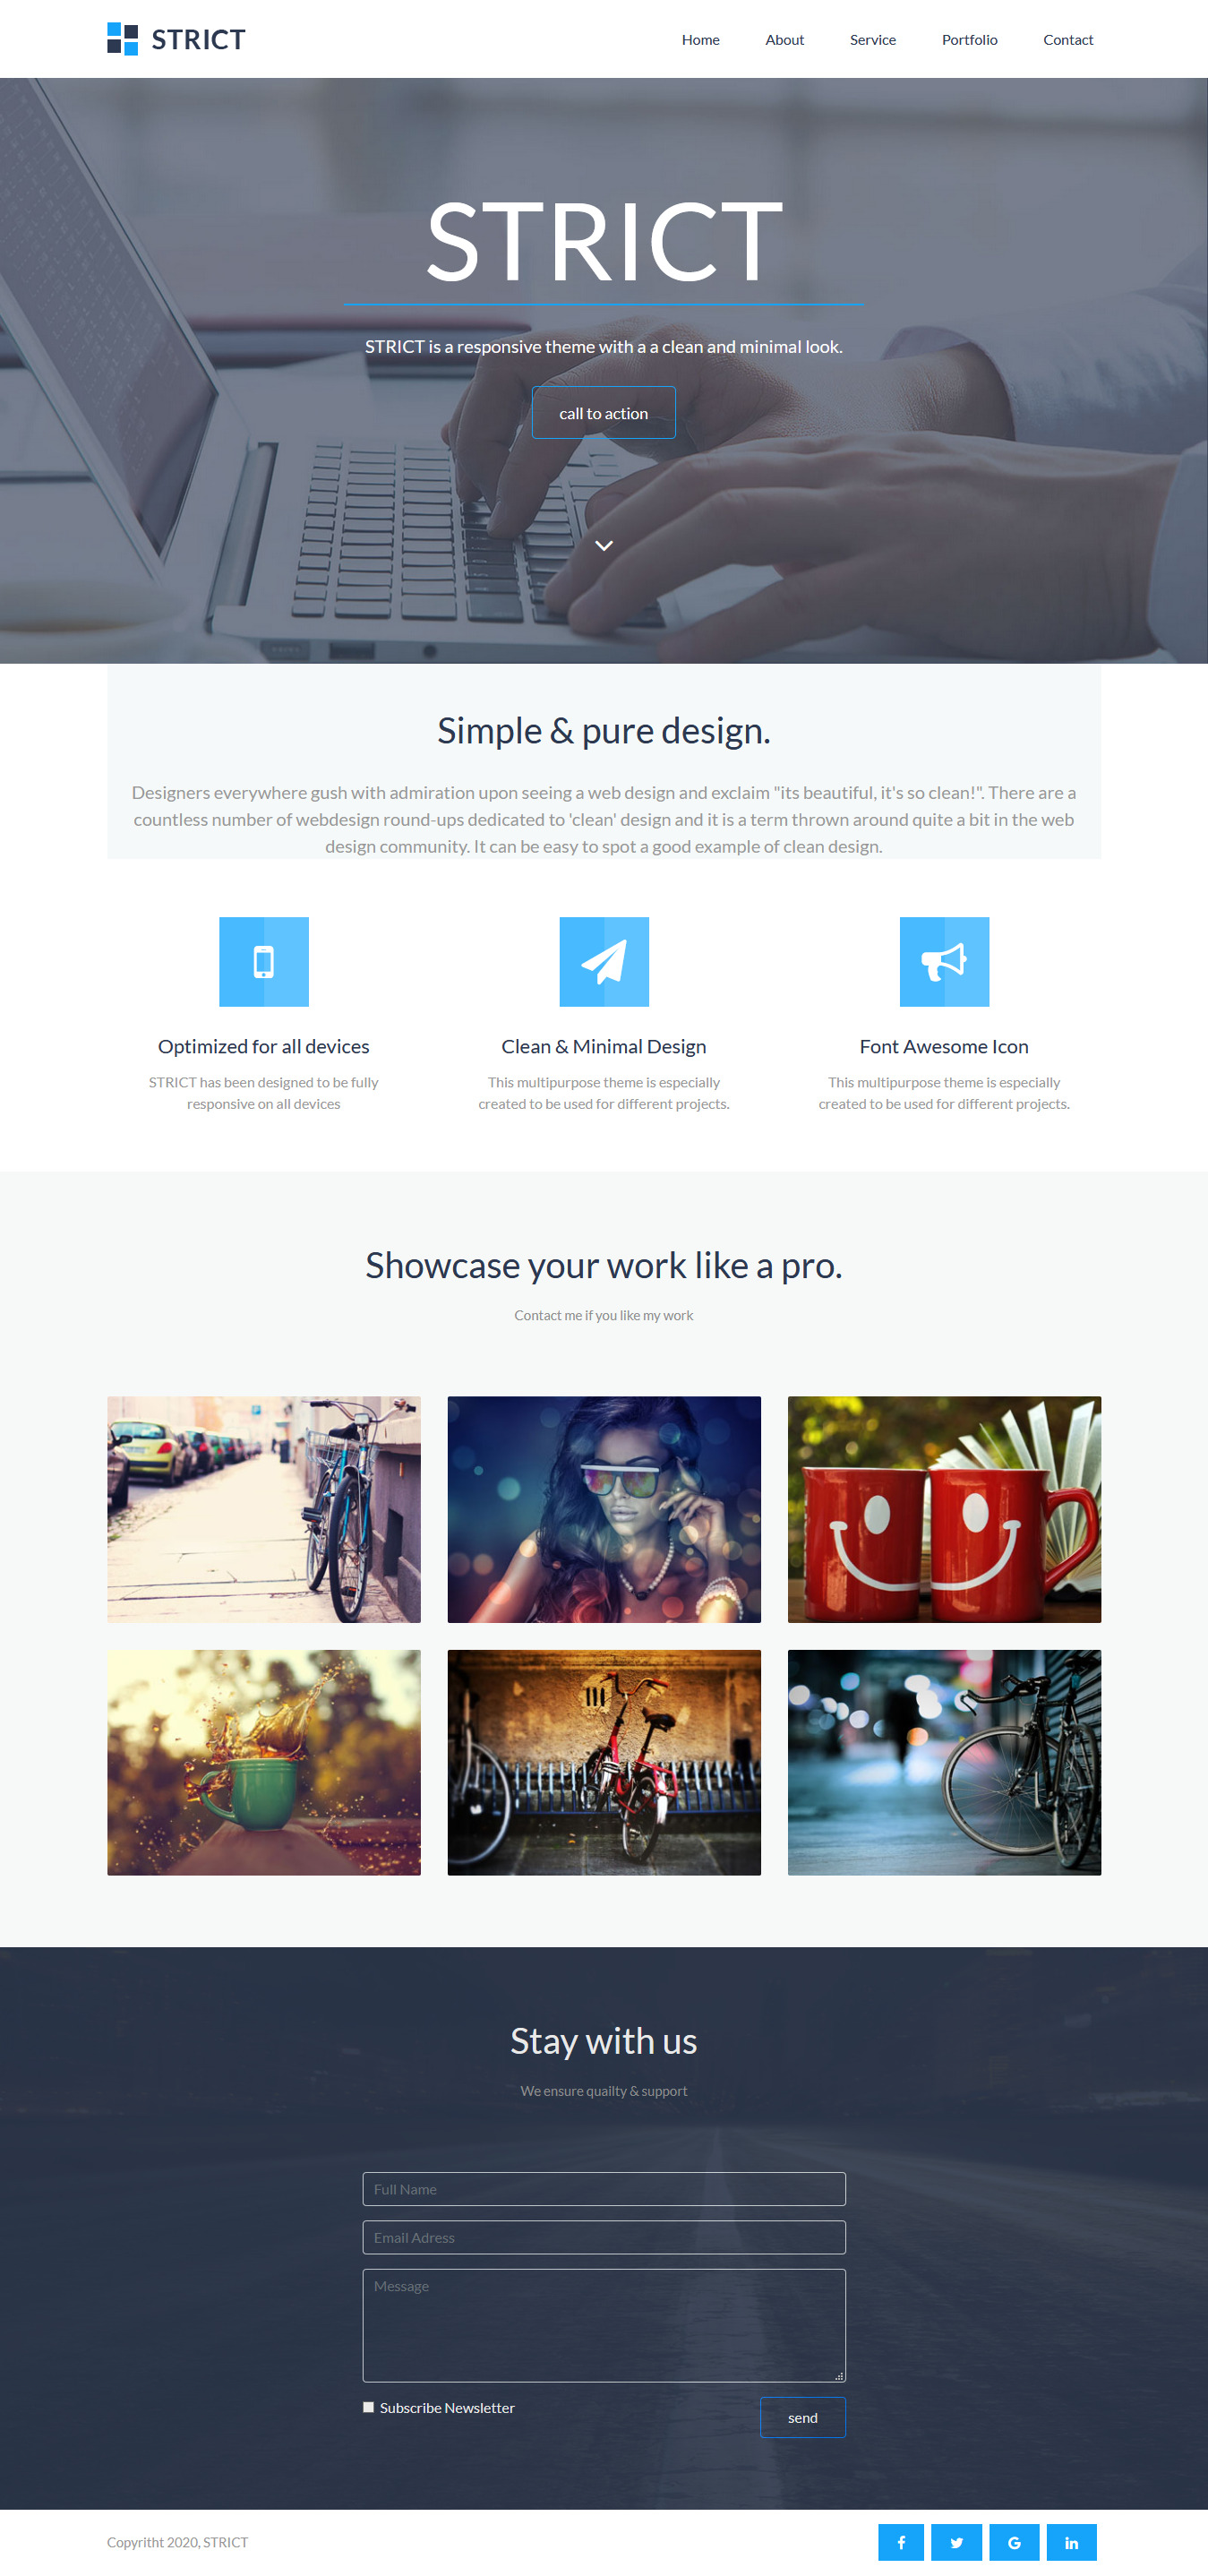 STRICT
Home About Service Portfolio Contact
STRICT
STRICT is a responsive theme with a a clean and minimal look.
call to action
Simple & pure design.
Designers everywhere gush with admiration upon seeing a web design and exclaim "its beautiful, it's so clean!". There are a
countless number of webdesign round-ups dedicated to 'clean' design and it is a term thrown around quite a bit in the web
design community. It can be easy to spot a good example of clean design.
Optimized for all devices
STRICT has been designed to be fully
responsive on all devices
Clean & Minimal Design
This multipurpose theme is especially
created to be used for different projects.
Font Awesome Icon
This multipurpose theme is especially
created to be used for different projects.
Showcase your work like a pro.
Contact me if you like my work
Stay with us
We ensure quailty & support
Full Name
Email Adress
Message
Subscribe Newsletter
send
Copyritht 2020, STRICT